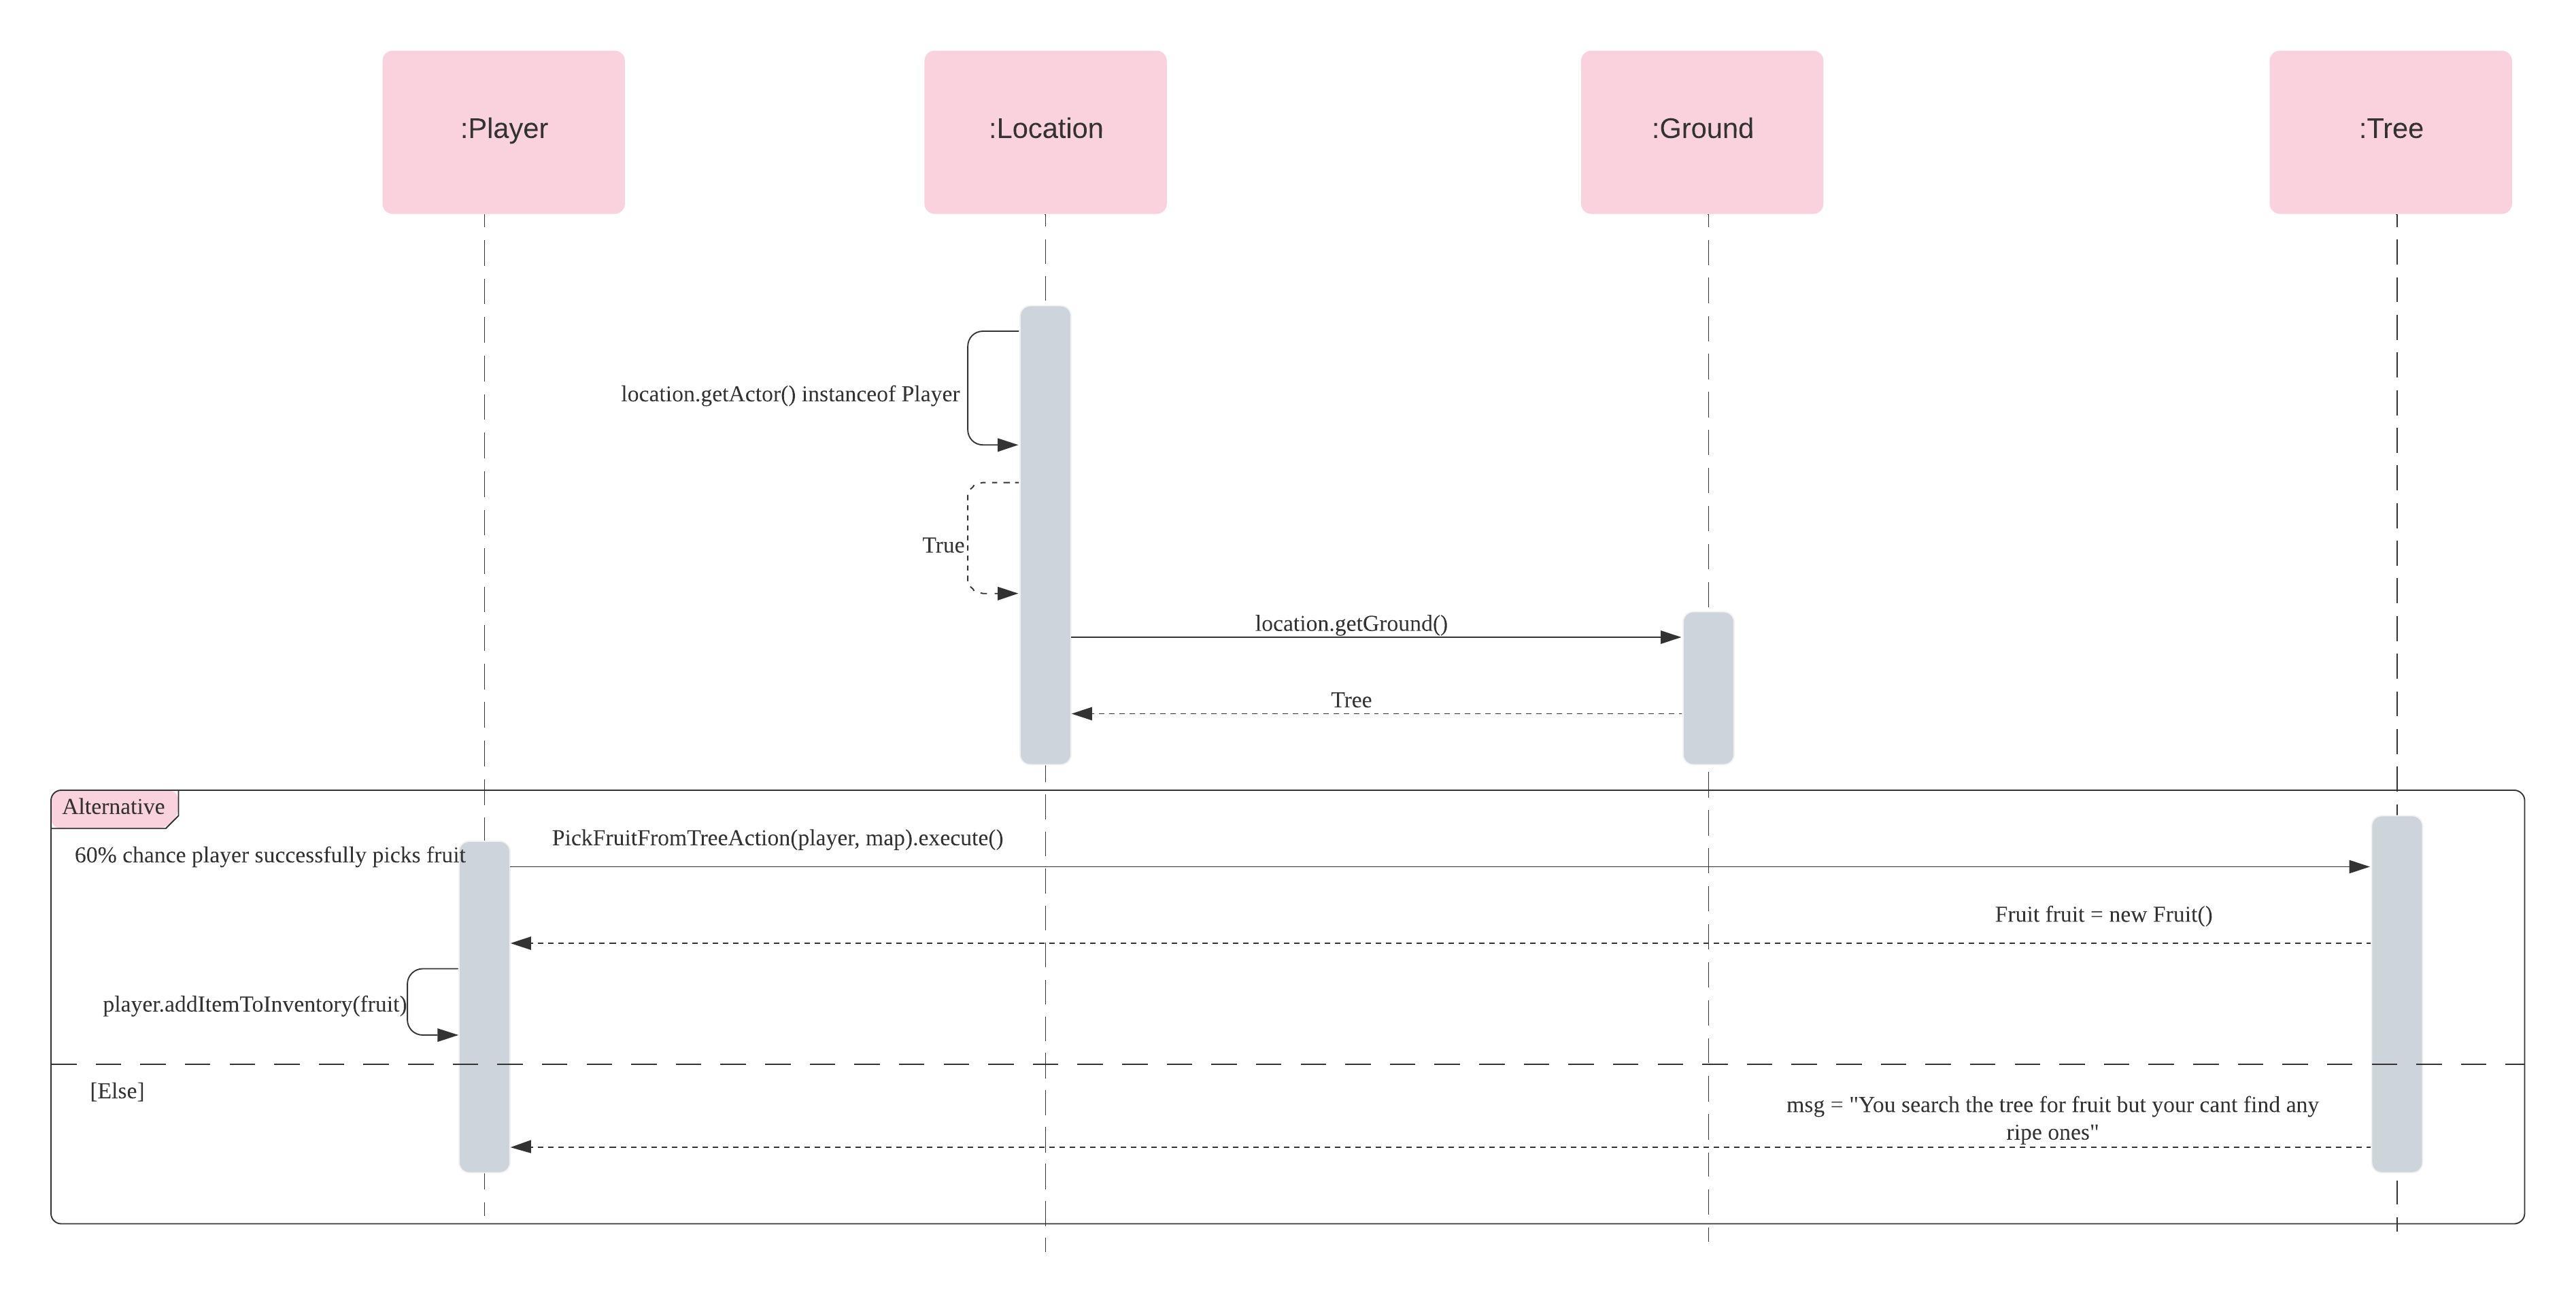 :Player
:Location
:Ground
:Tree
location.getActor() instanceof Player
True
location.getGround()
Tree
Alternative
60% chance player successfully picks fruit
PickFruitFromTreeAction(player, map).execute()
Fruit fruit = new Fruit()
player.addItemToInventory(fruit)
[Else]
msg = "You search the tree for fruit but your cant find any
ripe ones"